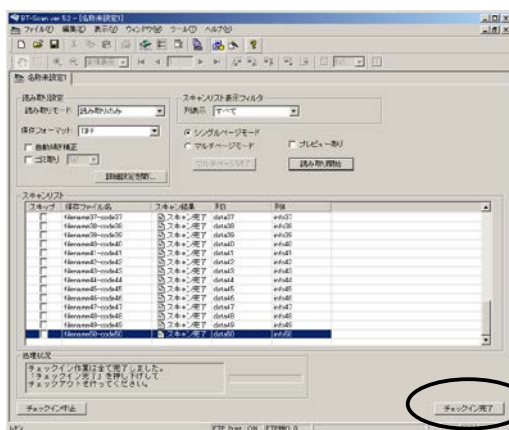 BT-Scan ver 5.2 - [名称未設定1]
ファイル(F) 編集(E) 表示(V) ウィンドウ(W) ツール(T) ヘルプ(H)
名称未設定1
読み取り設定
読み取りモード 読み取りのみ
保存フォーマット TIFF
自動傾き補正
ゴミ取り
詳細設定を開く...
スキャンリスト表示フィルタ
列表示 すべて
シングルページモード
マルチページモード
プレビュー有り
マルチページ終了
読み取り開始
スキャンリスト
スキップ 保存ファイル名 スキャン結果 列3 列4
filename37-code37 スキャン完了 data37 info37
filename38-code38 スキャン完了 data38 info38
filename39-code39 スキャン完了 data39 info39
filename40-code40 スキャン完了 data40 info40
filename41-code41 スキャン完了 data41 info41
filename42-code42 スキャン完了 data42 info42
filename43-code43 スキャン完了 data43 info43
filename44-code44 スキャン完了 data44 info44
filename45-code45 スキャン完了 data45 info45
filename46-code46 スキャン完了 data46 info46
filename47-code47 スキャン完了 data47 info47
filename48-code48 スキャン完了 data48 info48
filename49-code49 スキャン完了 data49 info49
filename50-code50 スキャン完了 data50 info50
処理状況
チェックイン作業は全て完了しました。
「チェックイン完了」を押し下げして
チェックアウトを行ってください。
チェックイン中止
チェックイン完了
レディ